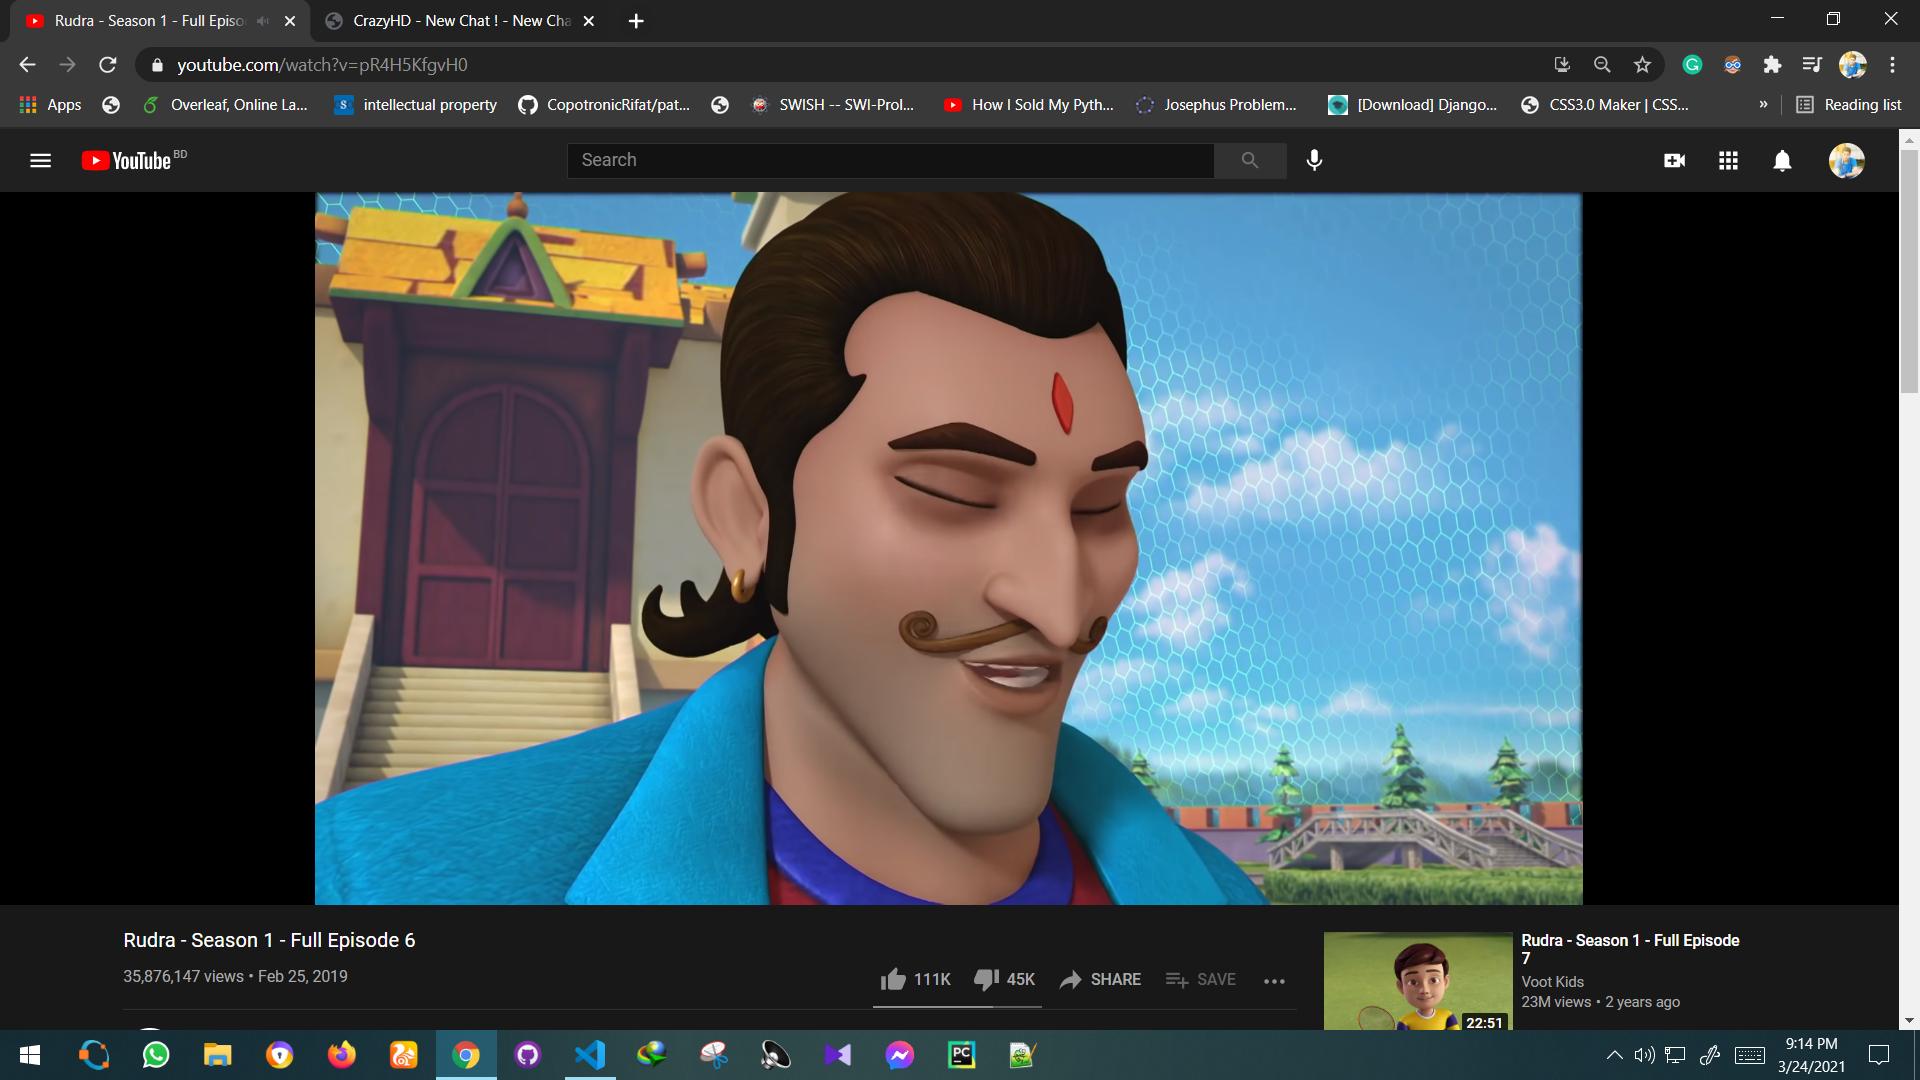 Rudra - Season 1 - Full Episo
CrazyHD - New Chat ! - New Cha
youtube.com/watch?v=pR4H5KfgvH0
Apps
Overleaf, Online La...
S
intellectual property
CopotronicRifat/pat...
SWISH -- SWI-Prol...
How I Sold My Pyth...
Josephus Problem...
[Download] Django...
CSS3.0 Maker | CSS...
»
Reading list
YouTube BD
Search
Rudra - Season 1 - Full Episode 6
35,876,147 views • Feb 25, 2019
111K
45K
SHARE
SAVE
Rudra - Season 1 - Full Episode
7
Voot Kids
23M views • 2 years ago
22:51
PC
9:14 PM
3/24/2021